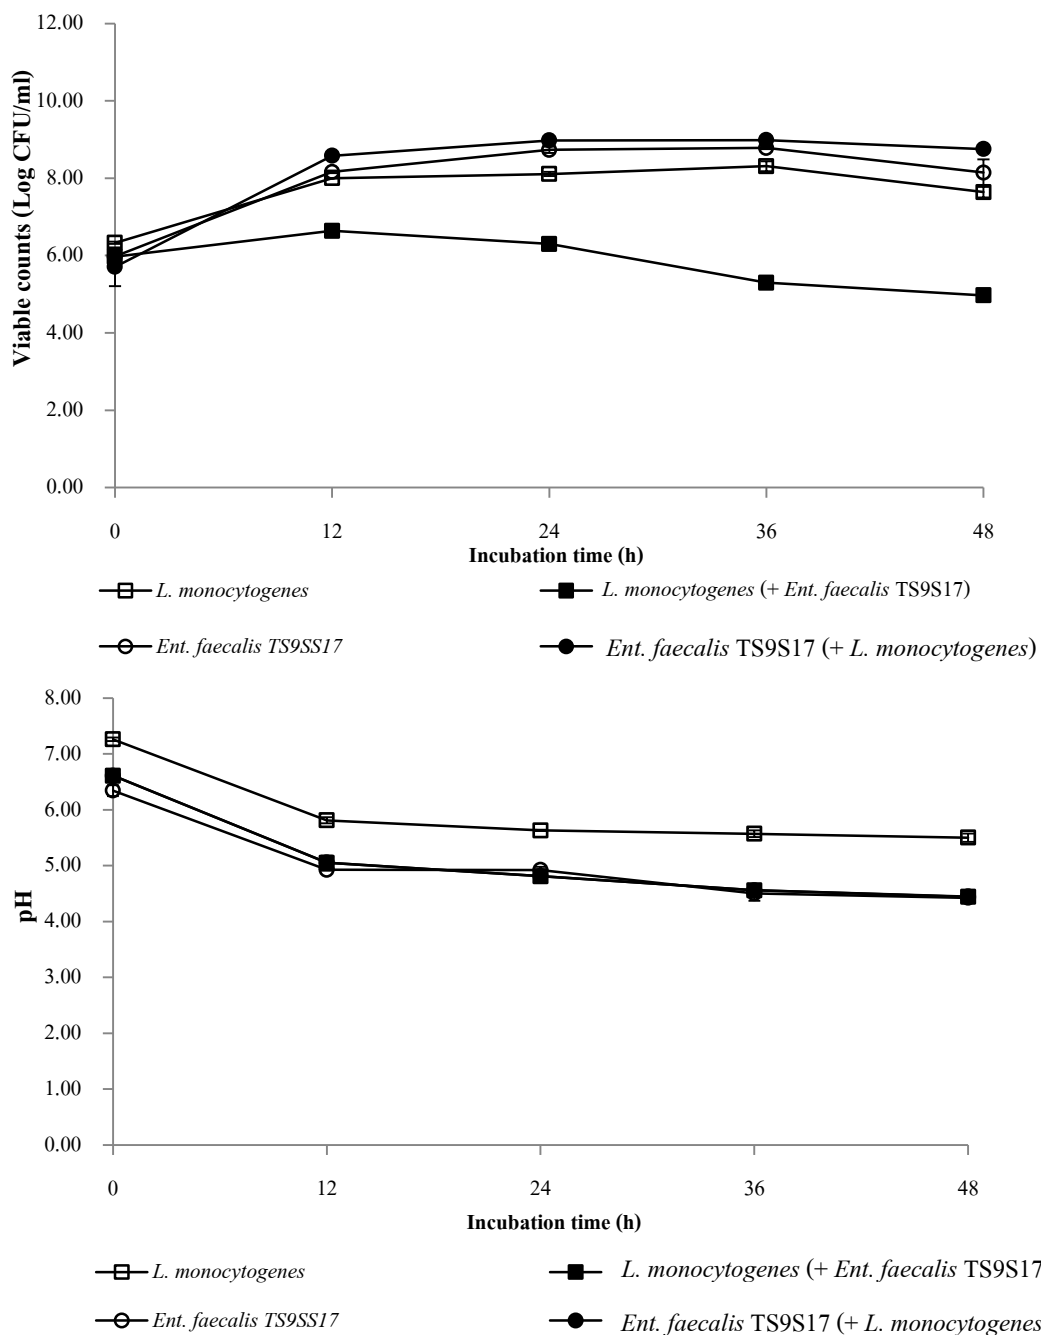 12.00
10.00
8.00
6.00
4.00
2.00
0.00
Viable counts (Log CFU/ml)
0 12 24 36 48
Incubation time (h)
L. monocytogenes
L. monocytogenes (+ Ent. faecalis TS9S17)
Ent. faecalis TS9SS17
Ent. faecalis TS9S17 (+ L. monocytogenes)
8.00
7.00
6.00
5.00
4.00
3.00
2.00
1.00
0.00
pH
0 12 24 36 48
Incubation time (h)
L. monocytogenes
L. monocytogenes (+ Ent. faecalis TS9S17
Ent. faecalis TS9SS17
Ent. faecalis TS9S17 (+ L. monocytogenes